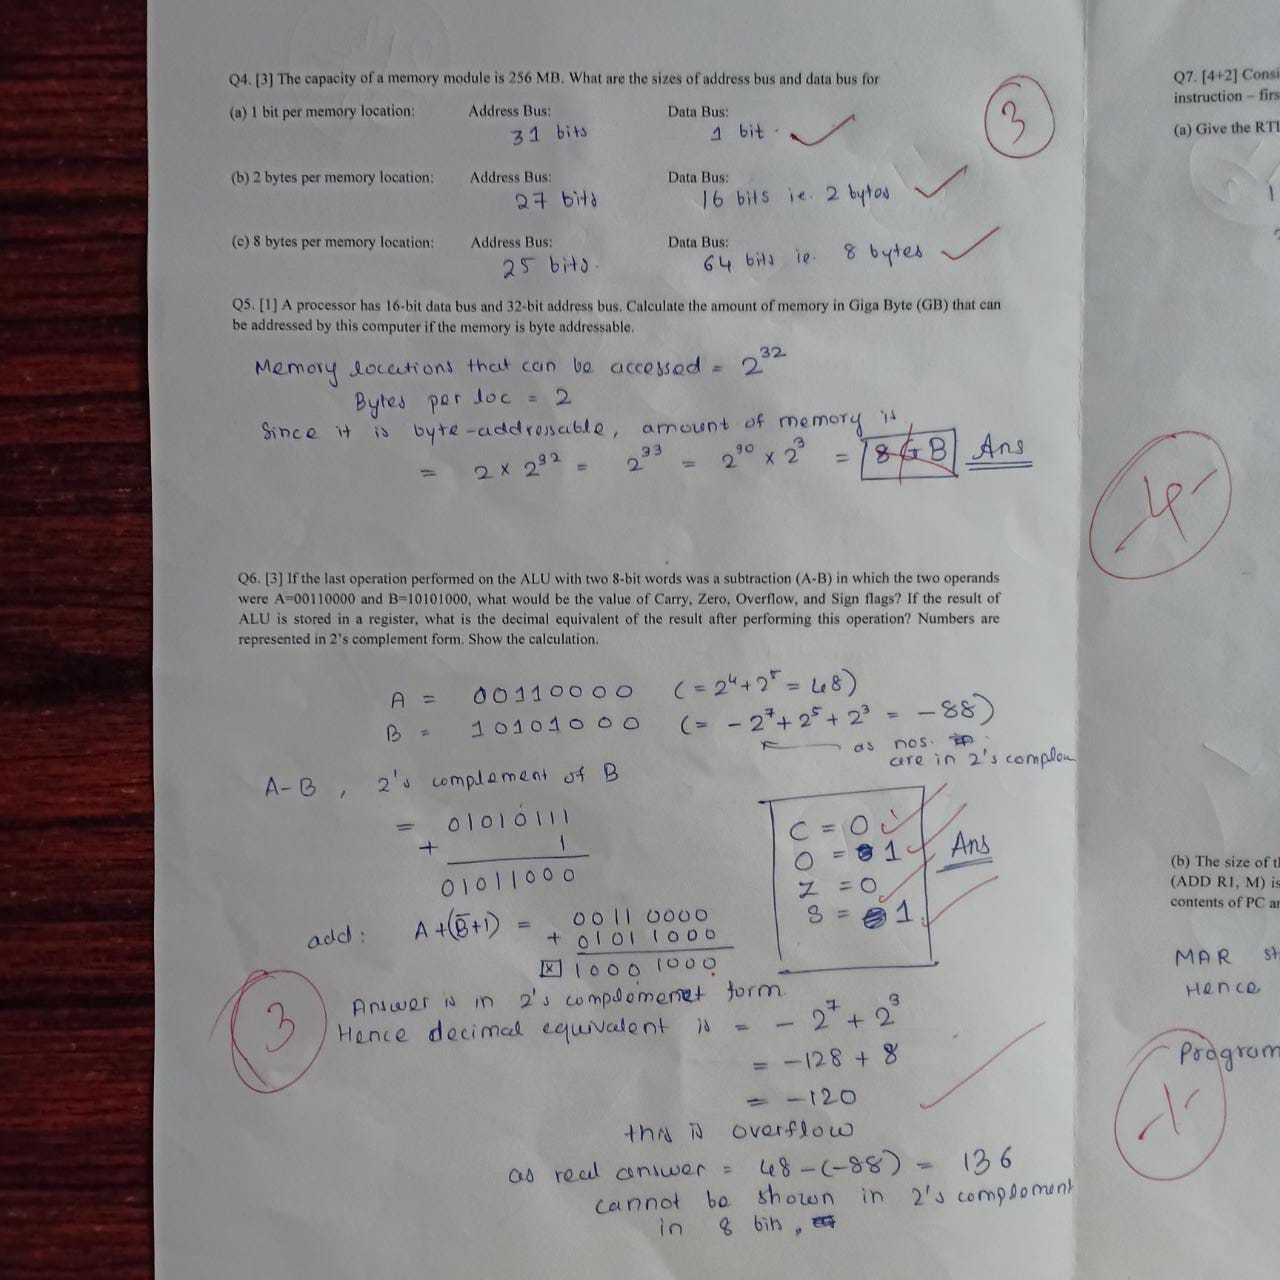 Q4. [3] The capacity of a memory module is 256 MB. What are the sizes of address bus and data bus for
(a) 1 bit per memory location: Address Bus: Data Bus:
31 bits 1 bit.
3
(b) 2 bytes per memory location: Address Bus: Data Bus:
27 bits 16 bits ie. 2 bytes
(c) 8 bytes per memory location: Address Bus: Data Bus:
25 bits. 64 bits ie. 8 bytes
Q5. [1] A processor has 16-bit data bus and 32-bit address bus. Calculate the amount of memory in Giga Byte (GB) that can
be addressed by this computer if the memory is byte addressable.
Memory locations that can be accessed = 2^32
Bytes per loc = 2
Since it is byte-addressable, amount of memory is
= 2 × 2^32 = 2^33 = 2^30 × 2^3 = 8 GB Ans
Q6. [3] If the last operation performed on the ALU with two 8-bit words was a subtraction (A-B) in which the two operands
were A=00110000 and B=10101000, what would be the value of Carry, Zero, Overflow, and Sign flags? If the result of
ALU is stored in a register, what is the decimal equivalent of the result after performing this operation? Numbers are
represented in 2's complement form. Show the calculation.
A = 00110000 (= 2^4 + 2^5 = 48)
B = 10101000 (= - 2^7 + 2^5 + 2^3 = - 88)
as nos.
are in 2's complem
A-B , 2's complement of B
= 01010111
+ 1
01011000
C = 0
O = 1
Z = 0
S = 1
Ans
add: A+(B̅+1) = 0011 0000
+ 0101 1000
x 1000 1000
3
Answer is in 2's complement form
Hence decimal equivalent is = - 2^7 + 2^3
= -128 + 8
= -120
this is overflow
as real answer = 48-(-88) = 136
cannot be shown in 2's complement
in 8 bits.
Q7. [4+2] Consi
instruction – firs
(a) Give the RTL
1
4
(b) The size of th
(ADD R1, M) is
contents of PC an
MAR st
Hence
Program
1